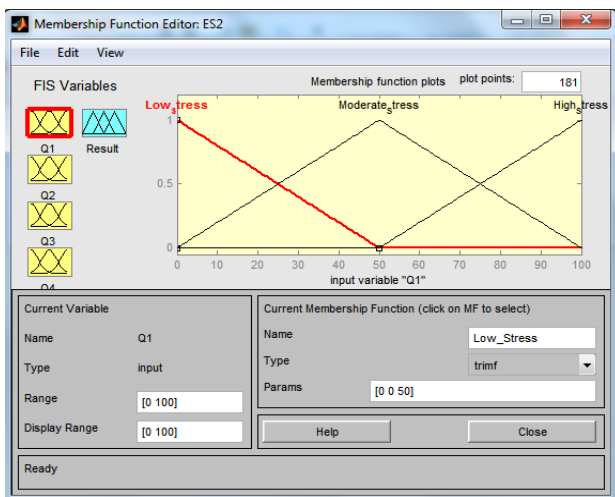 Membership Function Editor: ES2
File Edit View
FIS Variables
Q1
Result
Q2
Q3
Q4
Membership function plots plot points: 181
Low_stress Moderate_stress High_stress
1
0.5
0
0 10 20 30 40 50 60 70 80 90 100
input variable "Q1"
Current Variable
Name Q1
Type input
Range [0 100]
Display Range [0 100]
Current Membership Function (click on MF to select)
Name Low_Stress
Type trimf
Params [0 0 50]
Help Close
Ready